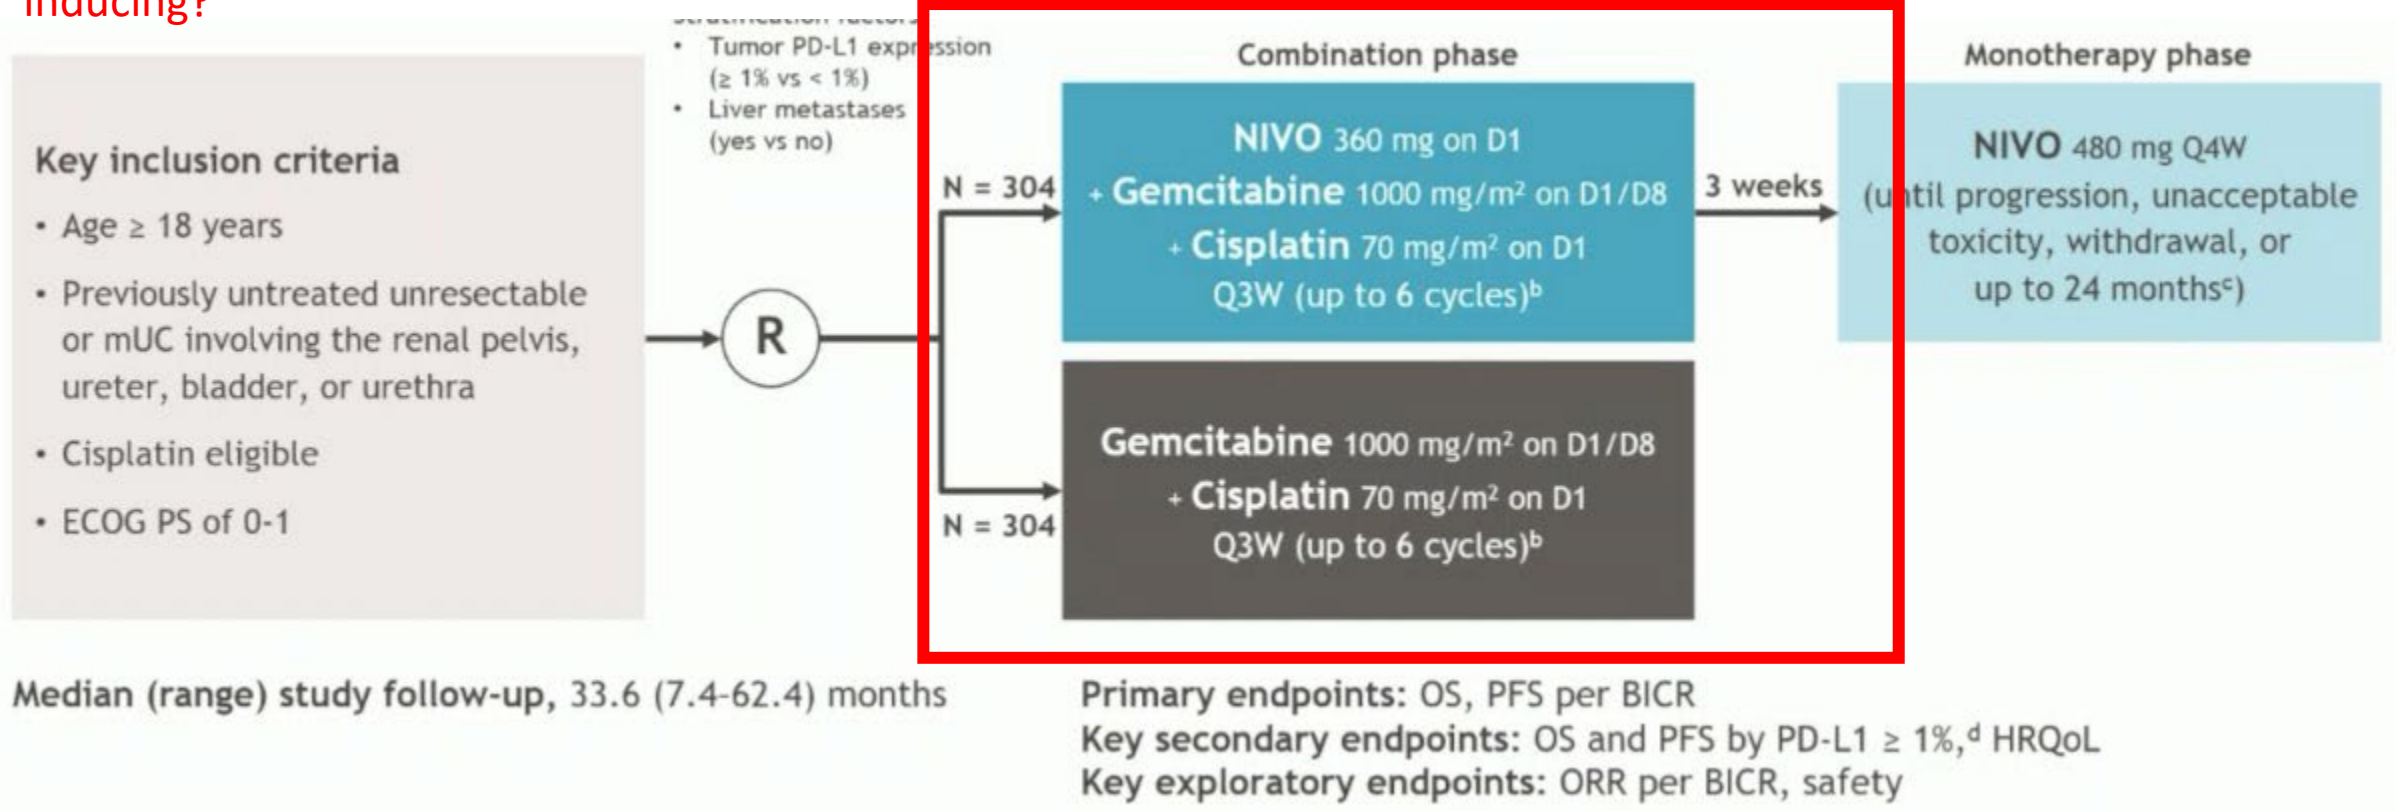 inducing?
Stratification factors
• Tumor PD-L1 expression
(≥ 1% vs < 1%)
• Liver metastases
(yes vs no)
Key inclusion criteria
• Age ≥ 18 years
• Previously untreated unresectable
or mUC involving the renal pelvis,
ureter, bladder, or urethra
• Cisplatin eligible
• ECOG PS of 0-1
R
N = 304
N = 304
Combination phase
NIVO 360 mg on D1
+ Gemcitabine 1000 mg/m² on D1/D8
+ Cisplatin 70 mg/m² on D1
Q3W (up to 6 cycles)ᵇ
Gemcitabine 1000 mg/m² on D1/D8
+ Cisplatin 70 mg/m² on D1
Q3W (up to 6 cycles)ᵇ
3 weeks
Monotherapy phase
NIVO 480 mg Q4W
(until progression, unacceptable
toxicity, withdrawal, or
up to 24 monthsᶜ)
Median (range) study follow-up, 33.6 (7.4-62.4) months
Primary endpoints: OS, PFS per BICR
Key secondary endpoints: OS and PFS by PD-L1 ≥ 1%,ᵈ HRQoL
Key exploratory endpoints: ORR per BICR, safety